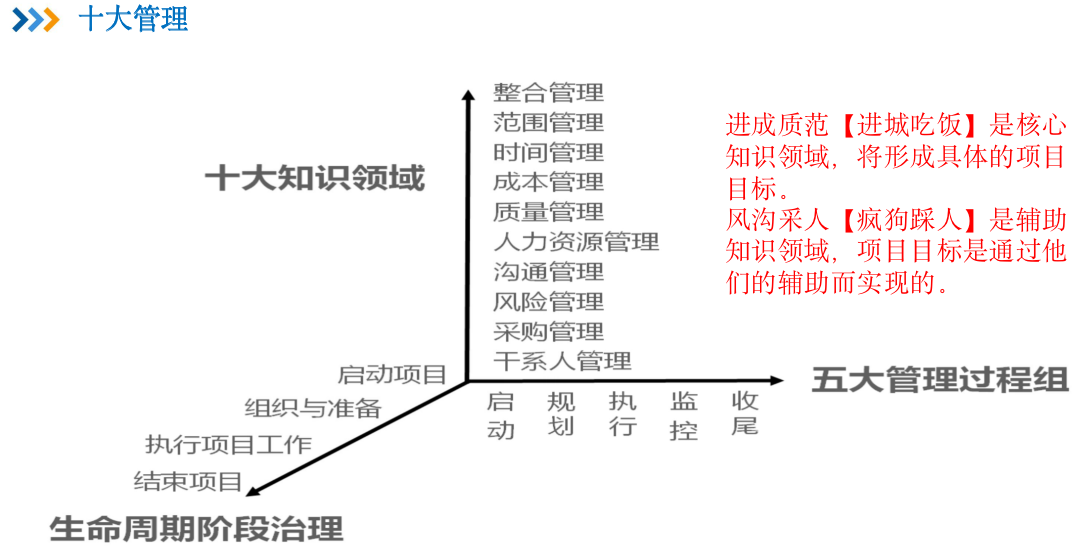 十大管理
整合管理
范围管理
时间管理
成本管理
质量管理
人力资源管理
沟通管理
风险管理
采购管理
干系人管理
十大知识领域
进成质范【进城吃饭】是核心
知识领域，将形成具体的项目
目标。
风沟采人【疯狗踩人】是辅助
知识领域，项目目标是通过他
们的辅助而实现的。
启动项目
组织与准备
执行项目工作
结束项目
生命周期阶段治理
启动
规划
执行
监控
收尾
五大管理过程组